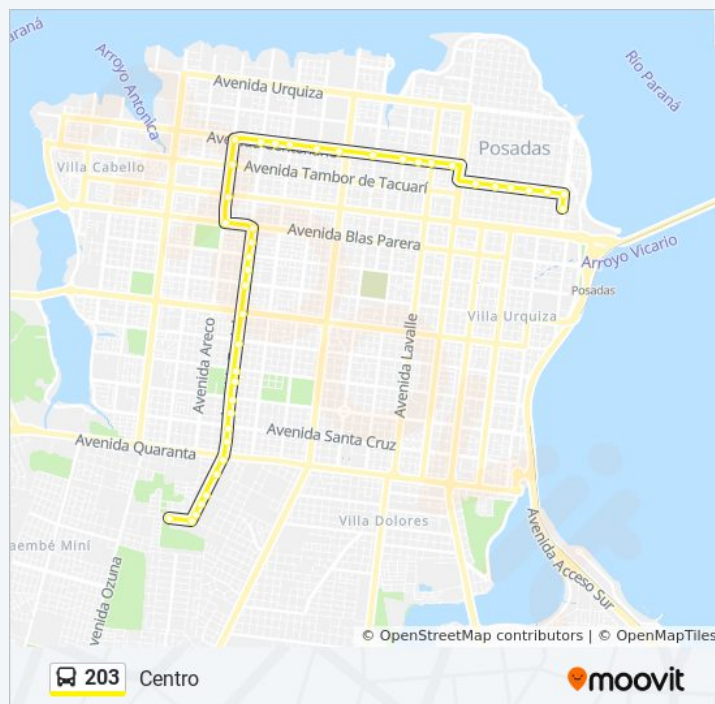 Paraná
Arroyo Antonica
Avenida Urquiza
Río Paraná
Posadas
Villa Cabello
Avenida Tambor de Tacuarí
Avenida Blas Parera
Arroyo Vicario
Posadas
Villa Urquiza
Avenida Areco
Avenida Lavalle
Avenida Santa Cruz
Avenida Quaranta
Villa Dolores
aembé Miní
venida Ozuna
Avenida Acceso Sur
© OpenStreetMap contributors | © OpenMapTiles
203 Centro
moovit